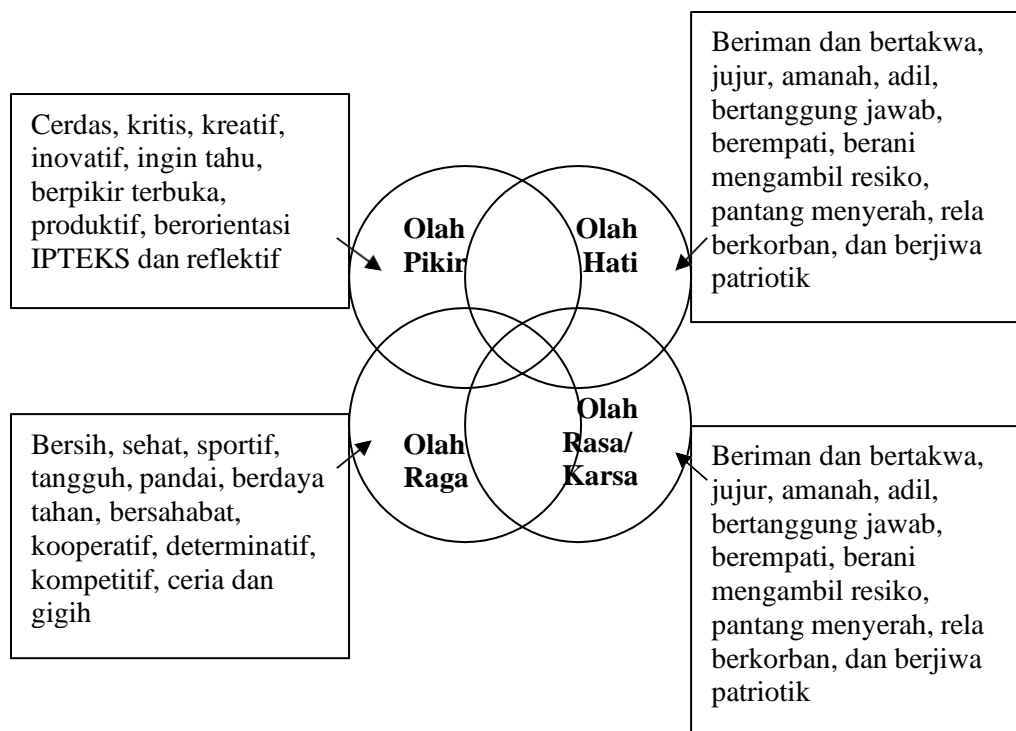 Cerdas, kritis, kreatif,
inovatif, ingin tahu,
berpikir terbuka,
produktif, berorientasi
IPTEKS dan reflektif
Beriman dan bertakwa,
jujur, amanah, adil,
bertanggung jawab,
berempati, berani
mengambil resiko,
pantang menyerah, rela
berkorban, dan berjiwa
patriotik
Olah
Pikir
Olah
Hati
Bersih, sehat, sportif,
tangguh, pandai, berdaya
tahan, bersahabat,
kooperatif, determinatif,
kompetitif, ceria dan
gigih
Olah
Raga
Olah
Rasa/
Karsa
Beriman dan bertakwa,
jujur, amanah, adil,
bertanggung jawab,
berempati, berani
mengambil resiko,
pantang menyerah, rela
berkorban, dan berjiwa
patriotik